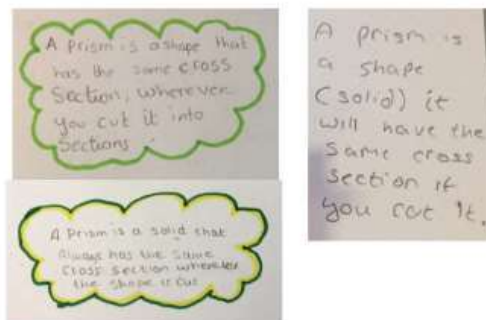 A prism is a shape that
has the same cross
section, wherever
you cut it into
sections.
A prism is a solid that
always has the same
cross section wherever
the shape is cut
A prism is
a shape
(solid) it
will have the
same cross
section if
you cut it.